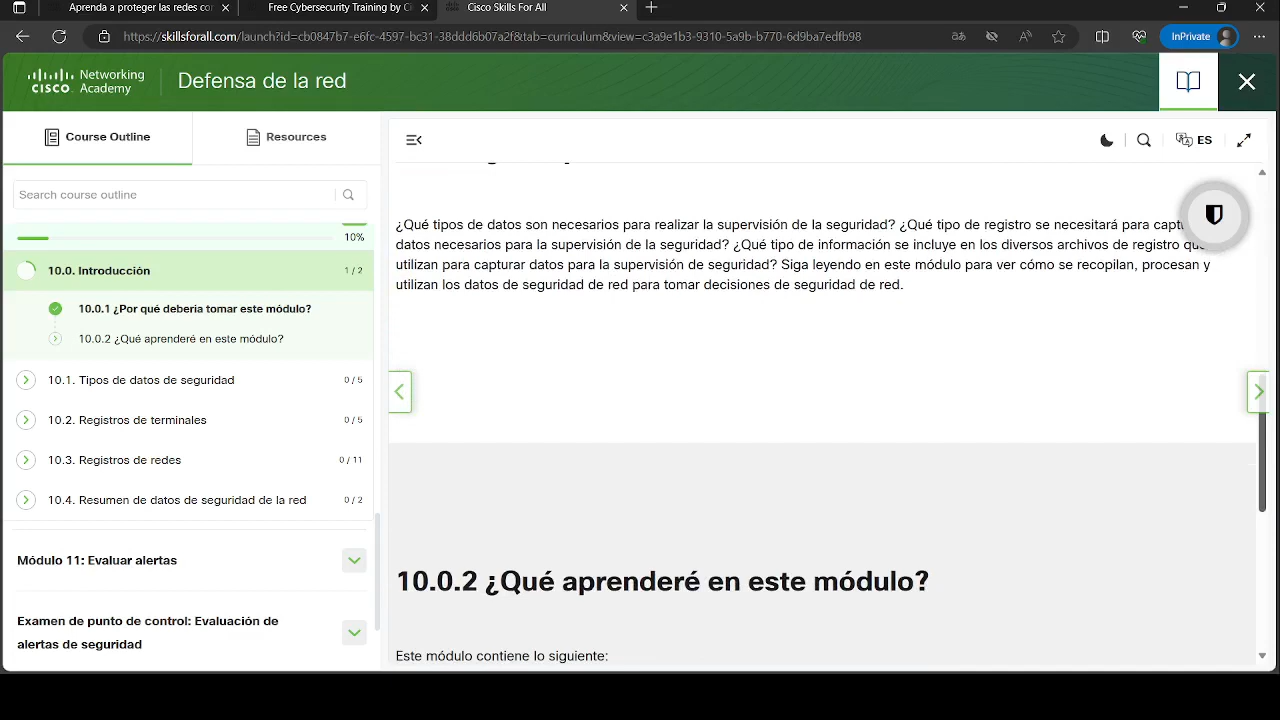 Aprenda a proteger las redes cor
Free Cybersecurity Training by Ci
Cisco Skills For All
https://skillsforall.com/launch?id=cb0847b7-e6fc-4597-bc31-38ddd6b07a2f&tab=curriculum&view=c3a9e1b3-9310-5a9b-b770-6d9ba7edfb98
InPrivate
CISCO
Networking
Academy
Defensa de la red
Course Outline
Resources
ES
Search course outline
10%
10.0. Introducción
1 / 2
10.0.1 ¿Por qué debería tomar este módulo?
10.0.2 ¿Qué aprenderé en este módulo?
10.1. Tipos de datos de seguridad
0 / 5
10.2. Registros de terminales
0 / 5
10.3. Registros de redes
0 / 11
10.4. Resumen de datos de seguridad de la red
0 / 2
Módulo 11: Evaluar alertas
Examen de punto de control: Evaluación de
alertas de seguridad
¿Qué tipos de datos son necesarios para realizar la supervisión de la seguridad? ¿Qué tipo de registro se necesitará para capt
datos necesarios para la supervisión de la seguridad? ¿Qué tipo de información se incluye en los diversos archivos de registro qu
utilizan para capturar datos para la supervisión de seguridad? Siga leyendo en este módulo para ver cómo se recopilan, procesan y
utilizan los datos de seguridad de red para tomar decisiones de seguridad de red.
10.0.2 ¿Qué aprenderé en este módulo?
Este módulo contiene lo siguiente: